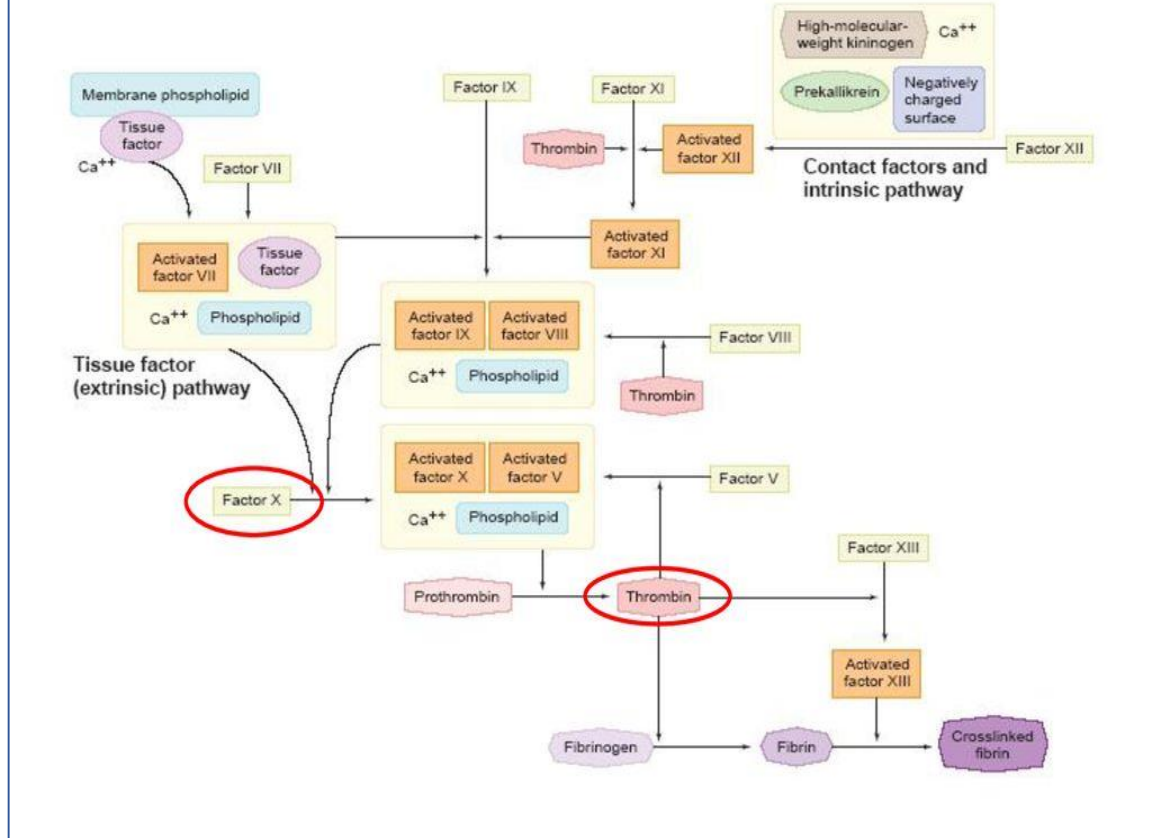 High-molecular-
weight kininogen
Ca++
Prekallikrein
Negatively
charged
surface
Membrane phospholipid
Tissue
factor
Ca++
Factor VII
Factor IX
Factor XI
Thrombin
Activated
factor XII
Factor XII
Contact factors and
intrinsic pathway
Activated
factor VII
Tissue
factor
Ca++
Phospholipid
Activated
factor XI
Tissue factor
(extrinsic) pathway
Activated
factor IX
Activated
factor VIII
Ca++
Phospholipid
Factor VIII
Thrombin
Factor X
Activated
factor X
Activated
factor V
Ca++
Phospholipid
Factor V
Factor XIII
Prothrombin
Thrombin
Activated
factor XIII
Fibrinogen
Fibrin
Crosslinked
fibrin